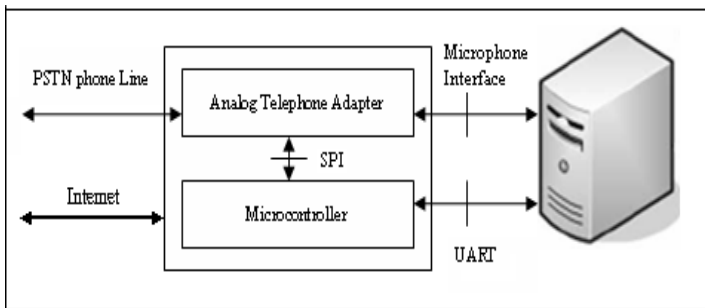 PSTN phone Line
Analog Telephone Adapter
Microphone
Interface
SPI
Internet
Microcontroller
UART